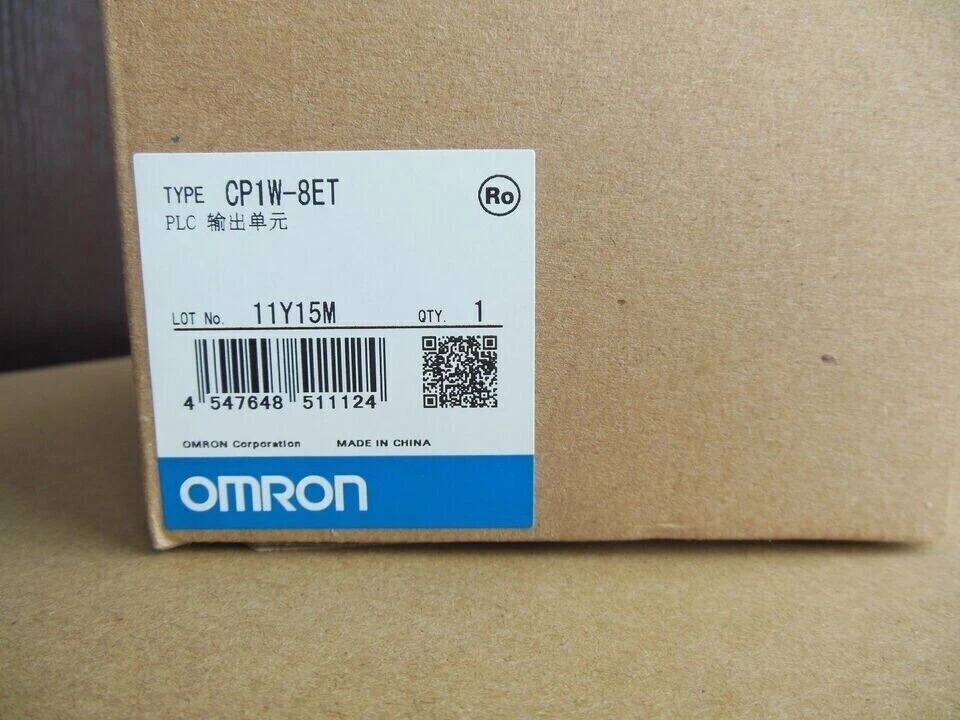 TYPE CP1W-8ET
Ro
PLC 输出单元
LOT No. 11Y15M QTY. 1
4 547648 511124
OMRON Corporation MADE IN CHINA
OMRON